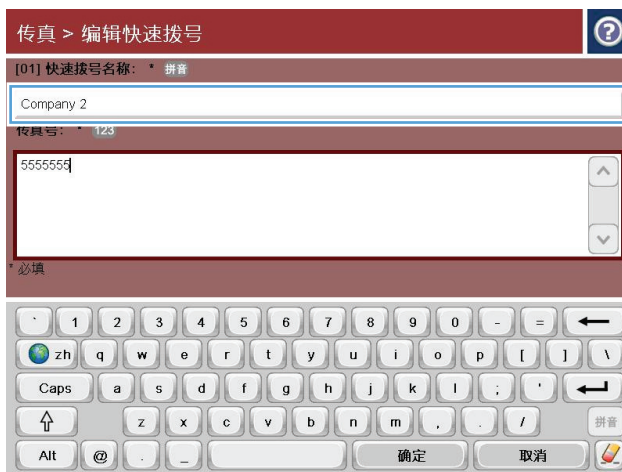 传真 > 编辑快速拨号
?
[01] 快速拨号名称: * 拼音
Company 2
传真号: * 123
5555555
* 必填
` 1 2 3 4 5 6 7 8 9 0 - =
zh q w e r t y u i o p [ ] \
Caps a s d f g h j k l ; '
z x c v b n m , . / 拼音
Alt @ . _ 确定 取消